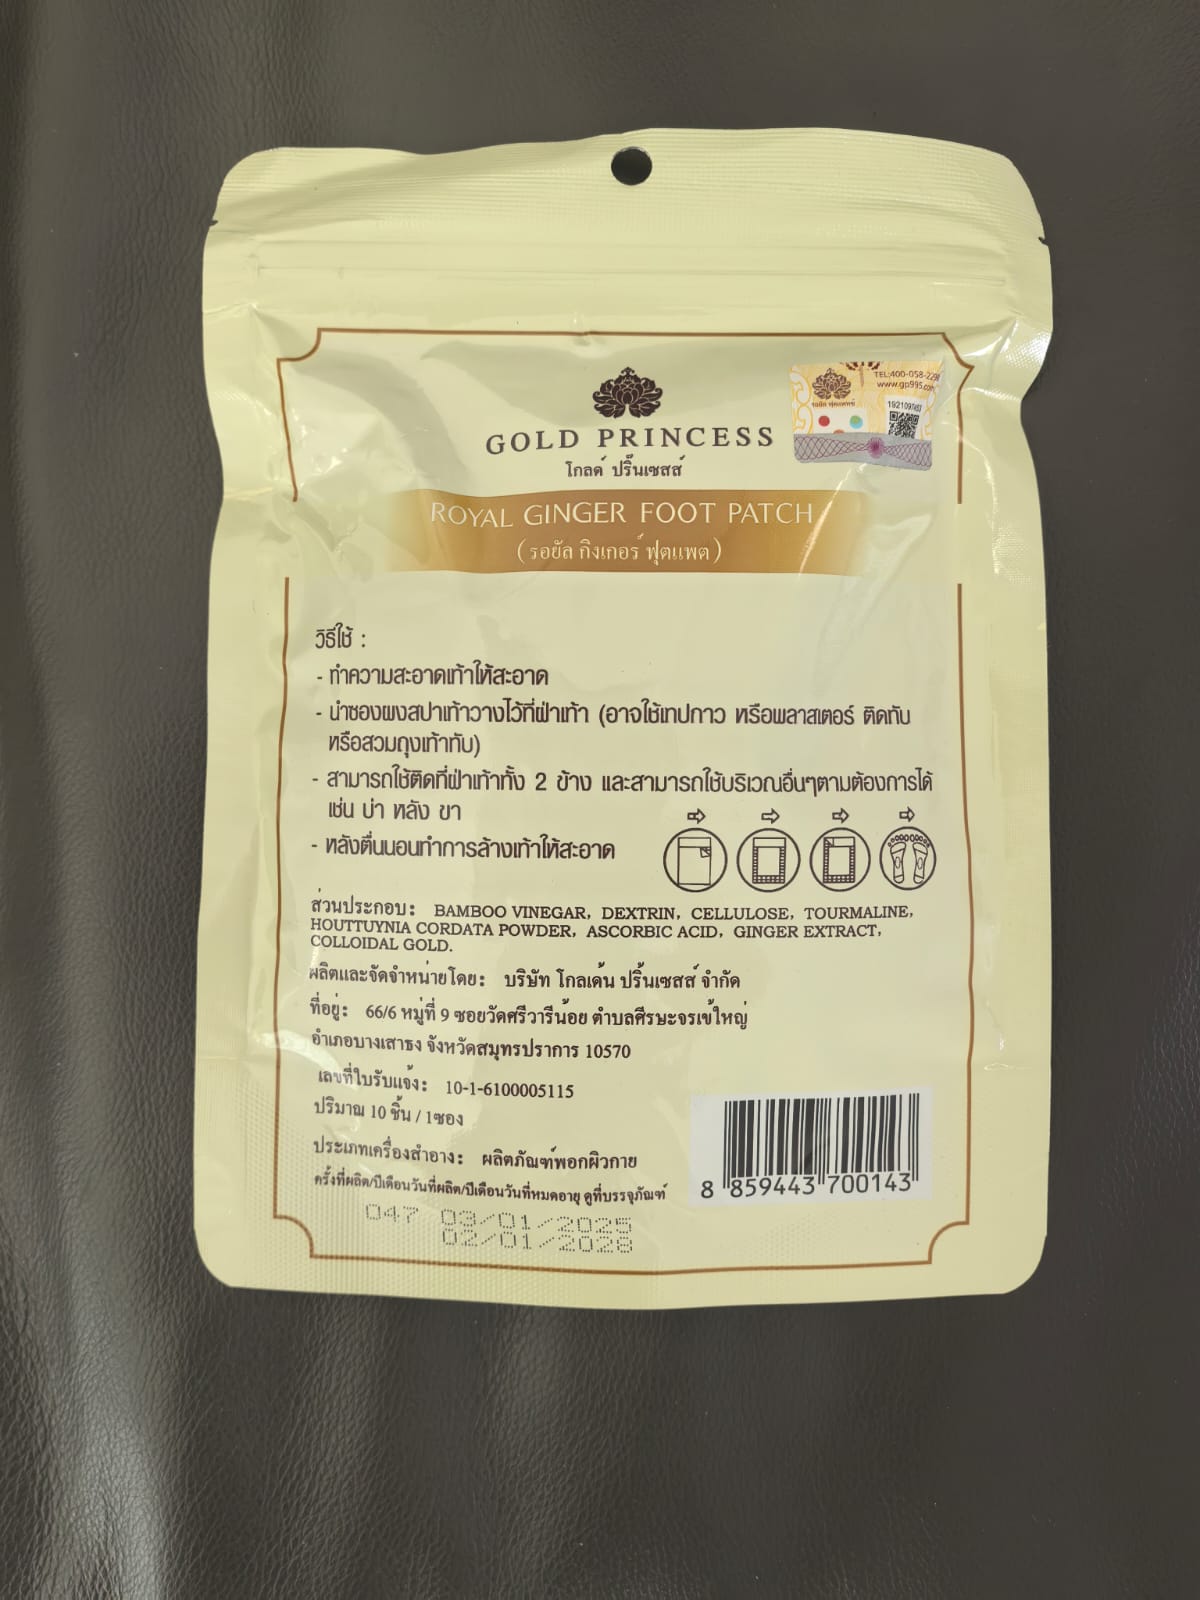 TEL:400-058-229
www.gp995.com
รอยัล ฟุตแพทช์
GOLD PRINCESS
โกลด์ ปริ๊นเซสส์
ROYAL GINGER FOOT PATCH
(รอยัล กิงเกอร์ ฟุตแพต)
วิธีใช้ :
- ทำความสะอาดเท้าให้สะอาด
- นำซองผงสปาเท้าวางไว้ที่ฝ่าเท้า (อาจใช้เทปกาว หรือพลาสเตอร์ ติดทับ
หรือสวมถุงเท้าทับ)
- สามารถใช้ติดที่ฝ่าเท้าทั้ง 2 ข้าง และสามารถใช้บริเวณอื่นๆตามต้องการได้
เช่น บ่า หลัง ขา
- หลังตื่นนอนทำการล้างเท้าให้สะอาด
ส่วนประกอบ: BAMBOO VINEGAR, DEXTRIN, CELLULOSE, TOURMALINE,
HOUTTUYNIA CORDATA POWDER, ASCORBIC ACID, GINGER EXTRACT,
COLLOIDAL GOLD.
ผลิตและจัดจำหน่ายโดย: บริษัท โกลเด้น ปริ้นเซสส์ จำกัด
ที่อยู่: 66/6 หมู่ที่ 9 ซอยวัดศรีวารีน้อย ตำบลศีรษะจรเข้ใหญ่
อำเภอบางเสาธง จังหวัดสมุทรปราการ 10570
เลขที่ใบรับแจ้ง: 10-1-6100005115
ปริมาณ 10 ชิ้น / 1ซอง
ประเภทเครื่องสำอาง: ผลิตภัณฑ์พอกผิวกาย
ครั้งที่ผลิต/ปีเดือนวันที่ผลิต/ปีเดือนวันที่หมดอายุ ดูที่บรรจุภัณฑ์
047 03/01/2025
02/01/2028
8 859443 700143